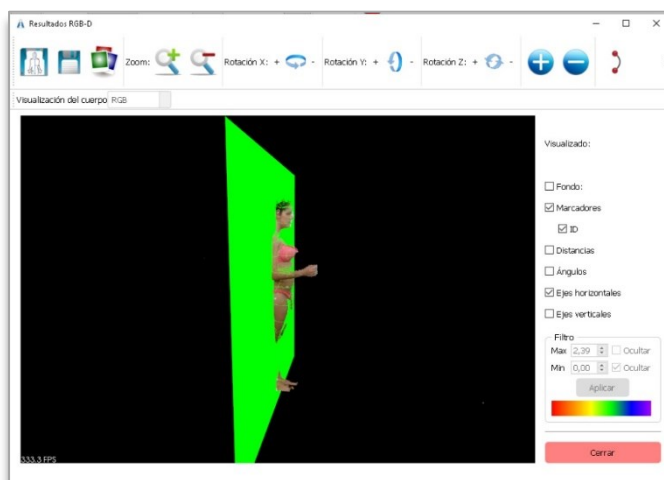 Resultados RGB-D
Zoom: Rotación X: + - Rotación Y: + - Rotación Z: + -
Visualización del cuerpo RGB
Visualizado:
Fondo:
Marcadores
ID
Distancias
Ángulos
Ejes horizontales
Ejes verticales
Filtro
Max 2,39 Ocultar
Min 0,00 Ocultar
Aplicar
Cerrar
333.3 FPS